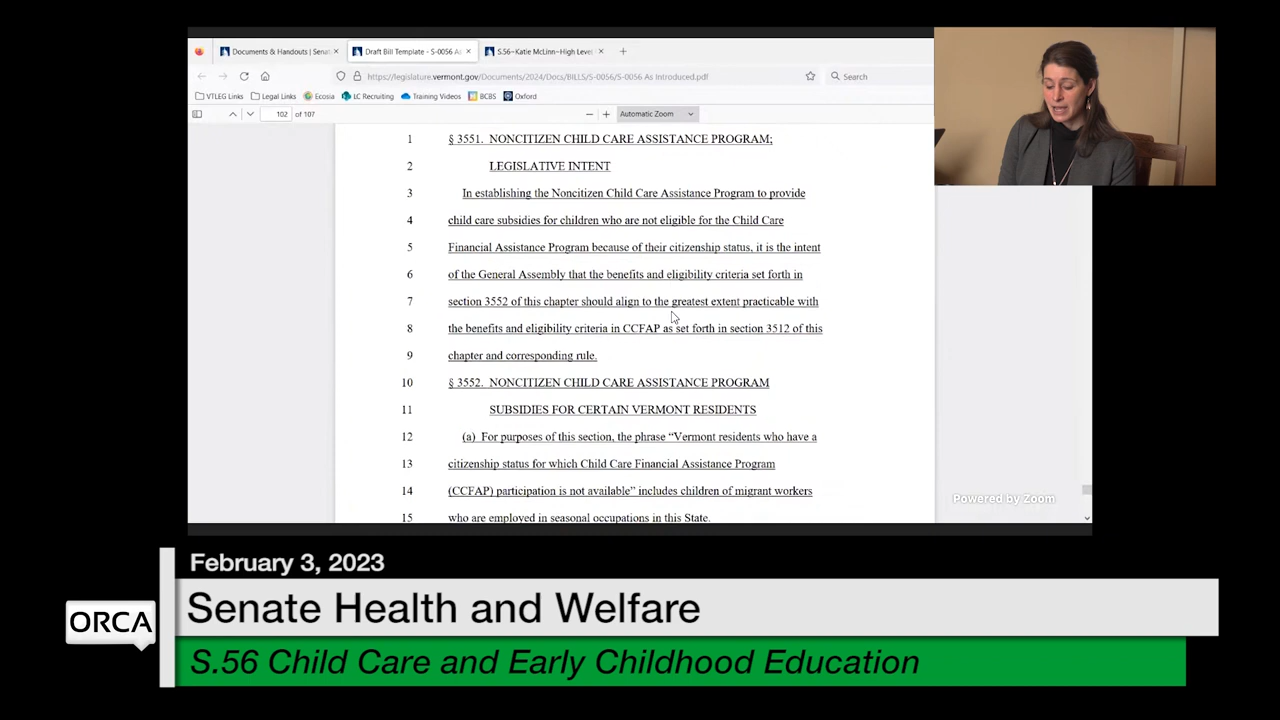 Documents & Handouts | Senat
Draft Bill Template - S-0056 As
S.56~Katie McLinn~High Level
https://legislature.vermont.gov/Documents/2024/Docs/BILLS/S-0056/S-0056 As Introduced.pdf
Search
VTLEG Links Legal Links Ecosia LC Recruiting Training Videos BCBS Oxford
102 of 107
Automatic Zoom
1 § 3551. NONCITIZEN CHILD CARE ASSISTANCE PROGRAM;
2 LEGISLATIVE INTENT
3 In establishing the Noncitizen Child Care Assistance Program to provide
4 child care subsidies for children who are not eligible for the Child Care
5 Financial Assistance Program because of their citizenship status, it is the intent
6 of the General Assembly that the benefits and eligibility criteria set forth in
7 section 3552 of this chapter should align to the greatest extent practicable with
8 the benefits and eligibility criteria in CCFAP as set forth in section 3512 of this
9 chapter and corresponding rule.
10 § 3552. NONCITIZEN CHILD CARE ASSISTANCE PROGRAM
11 SUBSIDIES FOR CERTAIN VERMONT RESIDENTS
12 (a) For purposes of this section, the phrase “Vermont residents who have a
13 citizenship status for which Child Care Financial Assistance Program
14 (CCFAP) participation is not available” includes children of migrant workers
15 who are employed in seasonal occupations in this State.
Powered by Zoom
February 3, 2023
ORCA
Senate Health and Welfare
S.56 Child Care and Early Childhood Education